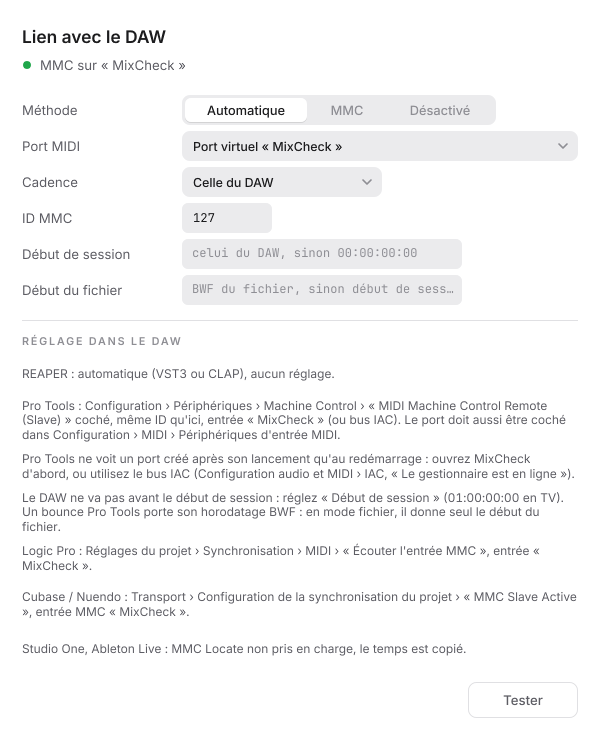 Lien avec le DAW
MMC sur « MixCheck »
Méthode
Automatique
MMC
Désactivé
Port MIDI
Port virtuel « MixCheck »
Cadence
Celle du DAW
ID MMC
127
Début de session
celui du DAW, sinon 00:00:00:00
Début du fichier
BWF du fichier, sinon début de sess…
RÉGLAGE DANS LE DAW
REAPER : automatique (VST3 ou CLAP), aucun réglage.
Pro Tools : Configuration › Périphériques › Machine Control › « MIDI Machine Control Remote
(Slave) » coché, même ID qu'ici, entrée « MixCheck » (ou bus IAC). Le port doit aussi être coché
dans Configuration › MIDI › Périphériques d'entrée MIDI.
Pro Tools ne voit un port créé après son lancement qu'au redémarrage : ouvrez MixCheck
d'abord, ou utilisez le bus IAC (Configuration audio et MIDI › IAC, « Le gestionnaire est en ligne »).
Le DAW ne va pas avant le début de session : réglez « Début de session » (01:00:00:00 en TV).
Un bounce Pro Tools porte son horodatage BWF : en mode fichier, il donne seul le début du
fichier.
Logic Pro : Réglages du projet › Synchronisation › MIDI › « Écouter l'entrée MMC », entrée «
MixCheck ».
Cubase / Nuendo : Transport › Configuration de la synchronisation du projet › « MMC Slave Active
», entrée MMC « MixCheck ».
Studio One, Ableton Live : MMC Locate non pris en charge, le temps est copié.
Tester